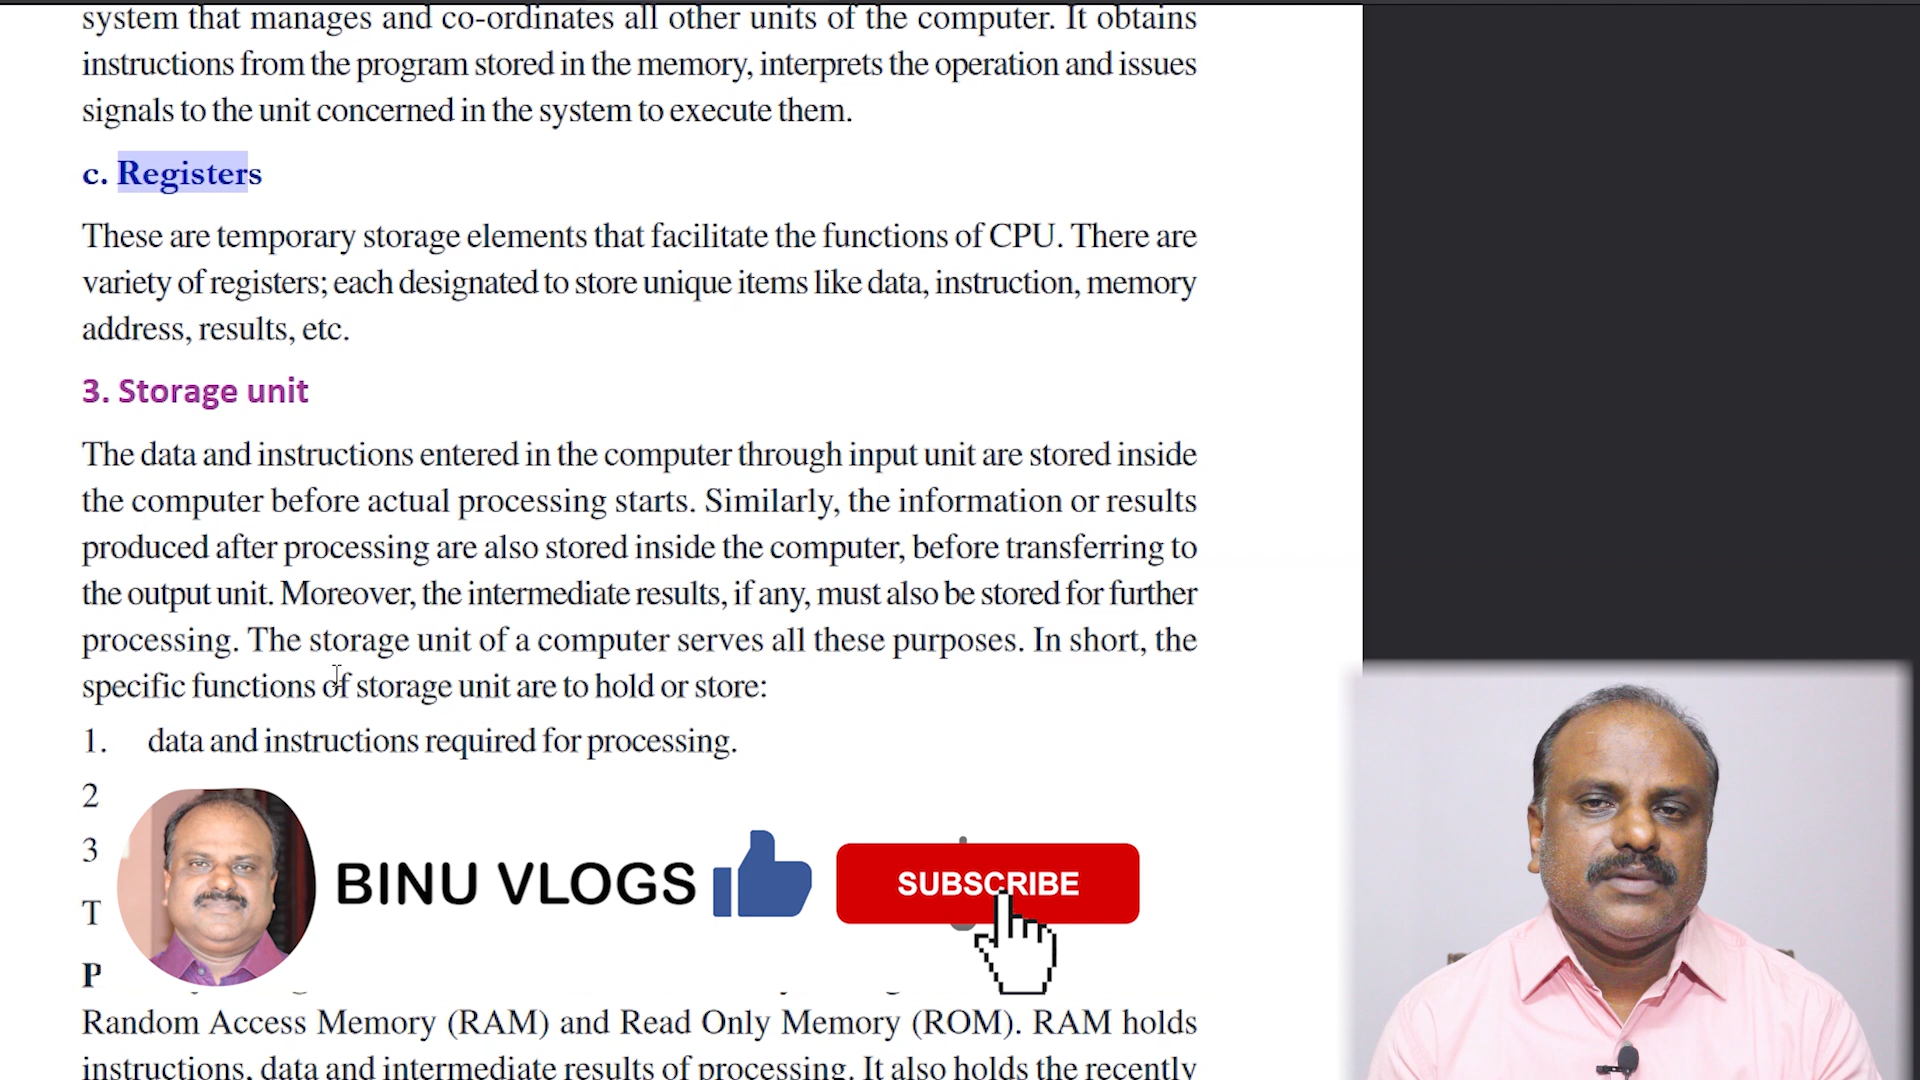 system that manages and co-ordinates all other units of the computer. It obtains
instructions from the program stored in the memory, interprets the operation and issues
signals to the unit concerned in the system to execute them.
c. Registers
These are temporary storage elements that facilitate the functions of CPU. There are
variety of registers; each designated to store unique items like data, instruction, memory
address, results, etc.
3. Storage unit
The data and instructions entered in the computer through input unit are stored inside
the computer before actual processing starts. Similarly, the information or results
produced after processing are also stored inside the computer, before transferring to
the output unit. Moreover, the intermediate results, if any, must also be stored for further
processing. The storage unit of a computer serves all these purposes. In short, the
specific functions of storage unit are to hold or store:
1. data and instructions required for processing.
2
3
T
P
BINU VLOGS
SUBSCRIBE
Random Access Memory (RAM) and Read Only Memory (ROM). RAM holds
instructions, data and intermediate results of processing. It also holds the recently